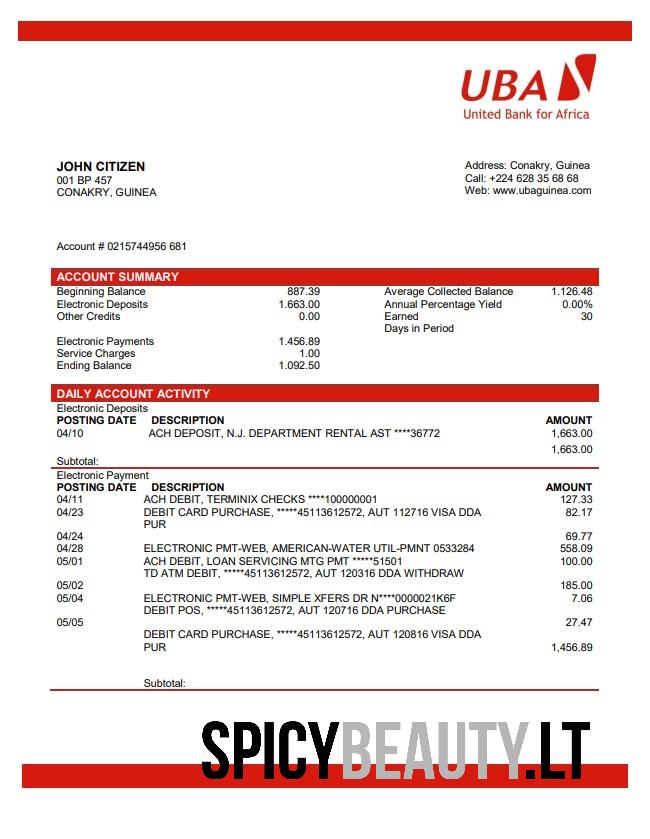 UBA
United Bank for Africa
JOHN CITIZEN
001 BP 457
CONAKRY, GUINEA
Address: Conakry, Guinea
Call: +224 628 35 68 68
Web: www.ubaguinea.com
Account # 0215744956 681
ACCOUNT SUMMARY
Beginning Balance 887.39 Average Collected Balance 1.126.48
Electronic Deposits 1.663.00 Annual Percentage Yield 0.00%
Other Credits 0.00 Earned 30
Days in Period
Electronic Payments 1.456.89
Service Charges 1.00
Ending Balance 1.092.50
DAILY ACCOUNT ACTIVITY
Electronic Deposits
POSTING DATE DESCRIPTION AMOUNT
04/10 ACH DEPOSIT, N.J. DEPARTMENT RENTAL AST ****36772 1,663.00
1,663.00
Subtotal:
Electronic Payment
POSTING DATE DESCRIPTION AMOUNT
04/11 ACH DEBIT, TERMINIX CHECKS ****100000001 127.33
04/23 DEBIT CARD PURCHASE, *****45113612572, AUT 112716 VISA DDA 82.17
PUR
04/24 69.77
04/28 ELECTRONIC PMT-WEB, AMERICAN-WATER UTIL-PMNT 0533284 558.09
05/01 ACH DEBIT, LOAN SERVICING MTG PMT *****51501 100.00
TD ATM DEBIT, *****45113612572, AUT 120316 DDA WITHDRAW
05/02 185.00
05/04 ELECTRONIC PMT-WEB, SIMPLE XFERS DR N****0000021K6F 7.06
DEBIT POS, *****45113612572, AUT 120716 DDA PURCHASE
05/05 27.47
DEBIT CARD PURCHASE, *****45113612572, AUT 120816 VISA DDA
PUR 1,456.89
Subtotal:
SPICYBEAUTY.LT